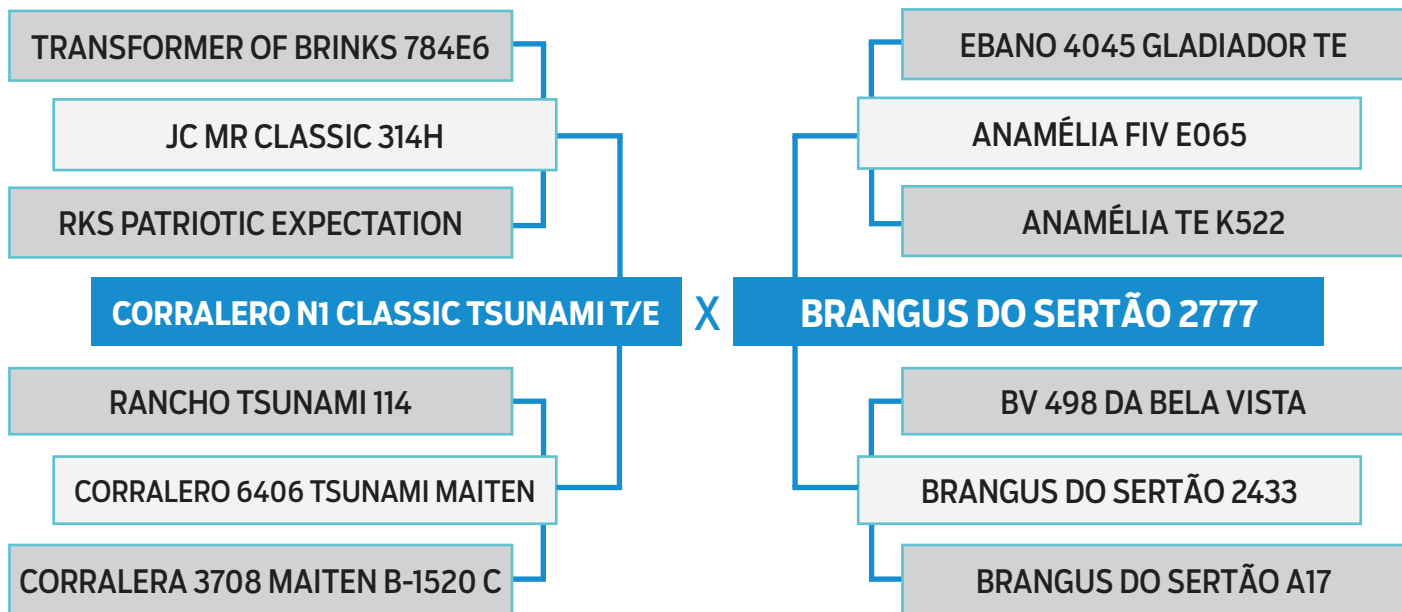 TRANSFORMER OF BRINKS 784E6
JC MR CLASSIC 314H
RKS PATRIOTIC EXPECTATION
CORRALERO N1 CLASSIC TSUNAMI T/E
RANCHO TSUNAMI 114
CORRALERO 6406 TSUNAMI MAITEN
CORRALERA 3708 MAITEN B-1520 C
X
EBANO 4045 GLADIADOR TE
ANAMÉLIA FIV E065
ANAMÉLIA TE K522
BRANGUS DO SERTÃO 2777
BV 498 DA BELA VISTA
BRANGUS DO SERTÃO 2433
BRANGUS DO SERTÃO A17